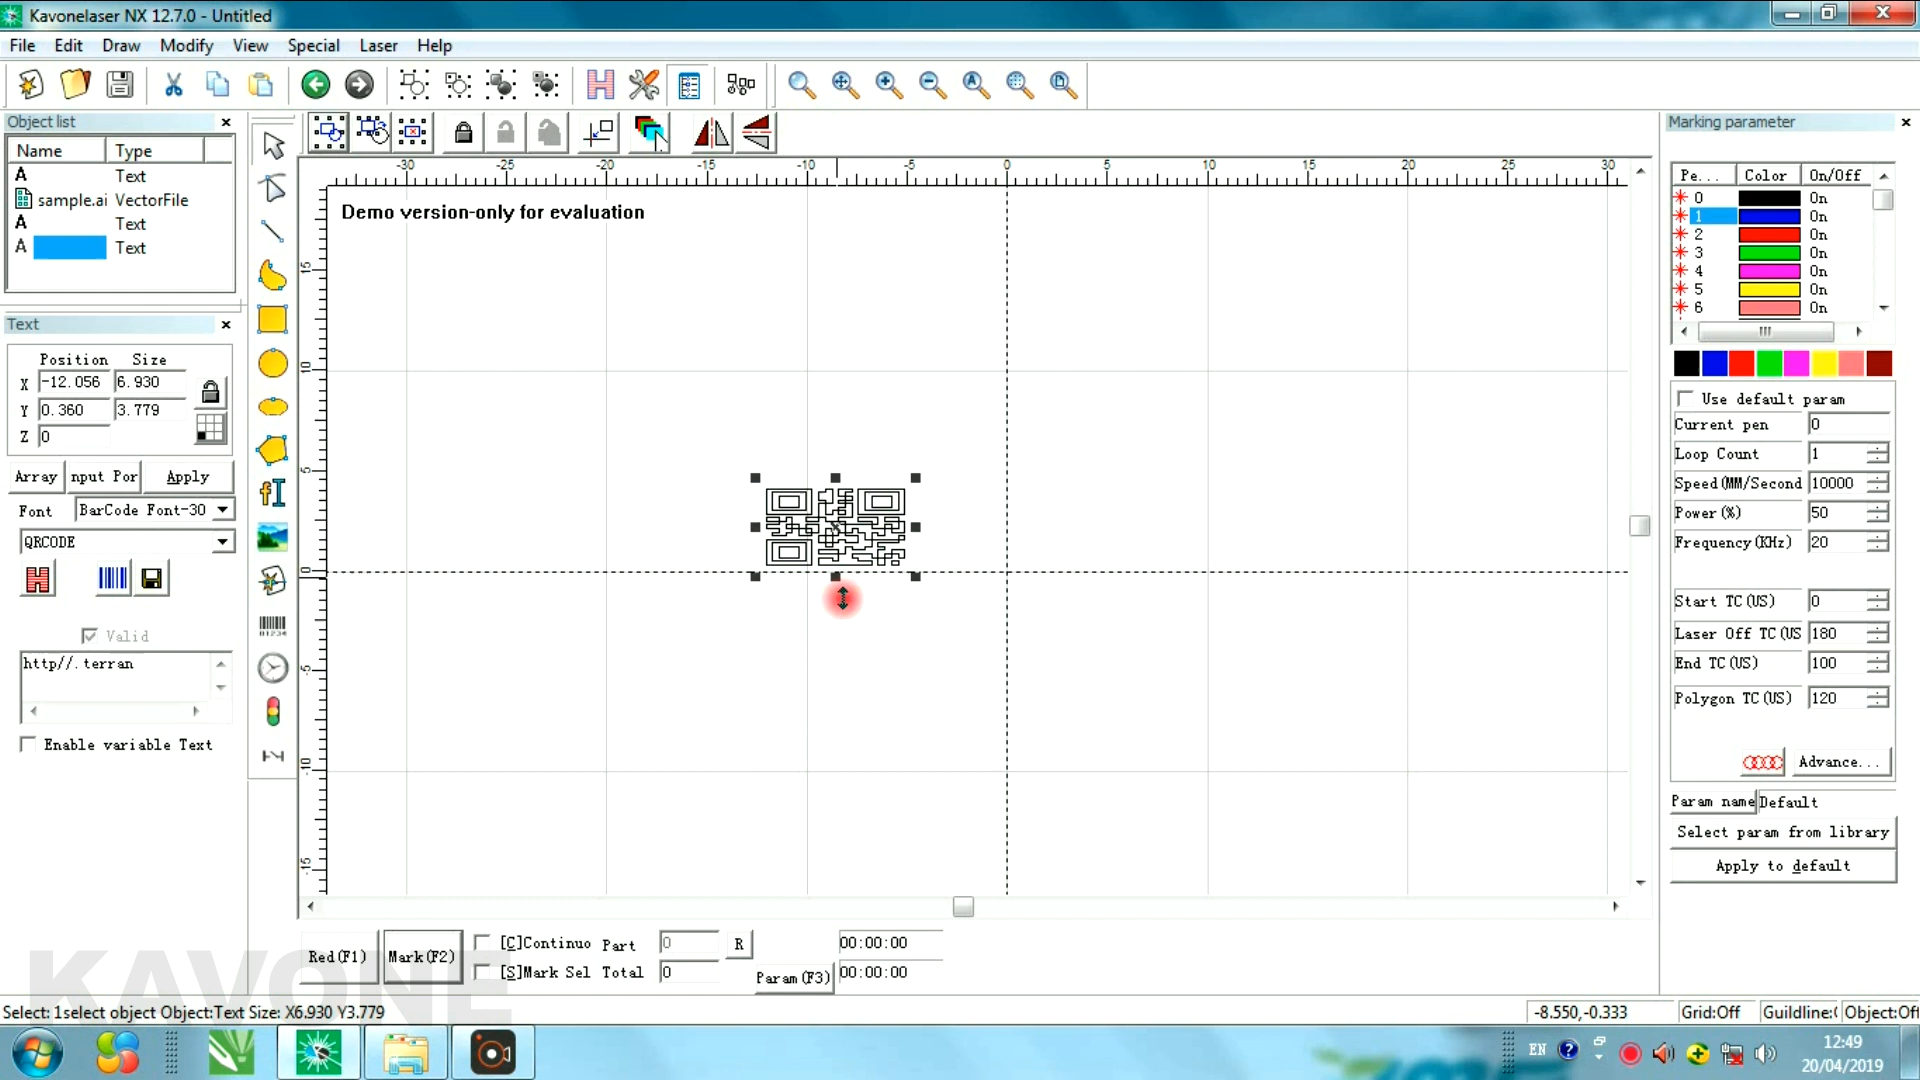 Kavonelaser NX 12.7.0 - Untitled
File Edit Draw Modify View Special Laser Help
Object list
Name Type
A Text
sample.ai VectorFile
A Text
A Text
Text
Position Size
X -12.056 6.930
Y 0.360 3.779
Z 0
Array nput Por Apply
Font BarCode Font-30
QRCODE
Valid
http//.terran
Enable variable Text
-30 -25 -20 -15 -10 -5 0 5 10 15 20 25 30
15
10
5
0
-5
-10
-15
Demo version-only for evaluation
Marking parameter
Pe... Color On/Off
0 On
1 On
2 On
3 On
4 On
5 On
6 On
Use default param
Current pen 0
Loop Count 1
Speed(MM/Second 10000
Power(%) 50
Frequency(KHz) 20
Start TC(US) 0
Laser Off TC(US 180
End TC(US) 100
Polygon TC(US) 120
Advance...
Param name Default
Select param from library
Apply to default
Red(F1) Mark(F2) [C]Continuo Part 0 R 00:00:00
[S]Mark Sel Total 0 Param(F3) 00:00:00
KAVONE
Select: 1select object Object:Text Size: X6.930 Y3.779
-8.550,-0.333 Grid:Off Guildline:( Object:Off
EN
12:49
20/04/2019